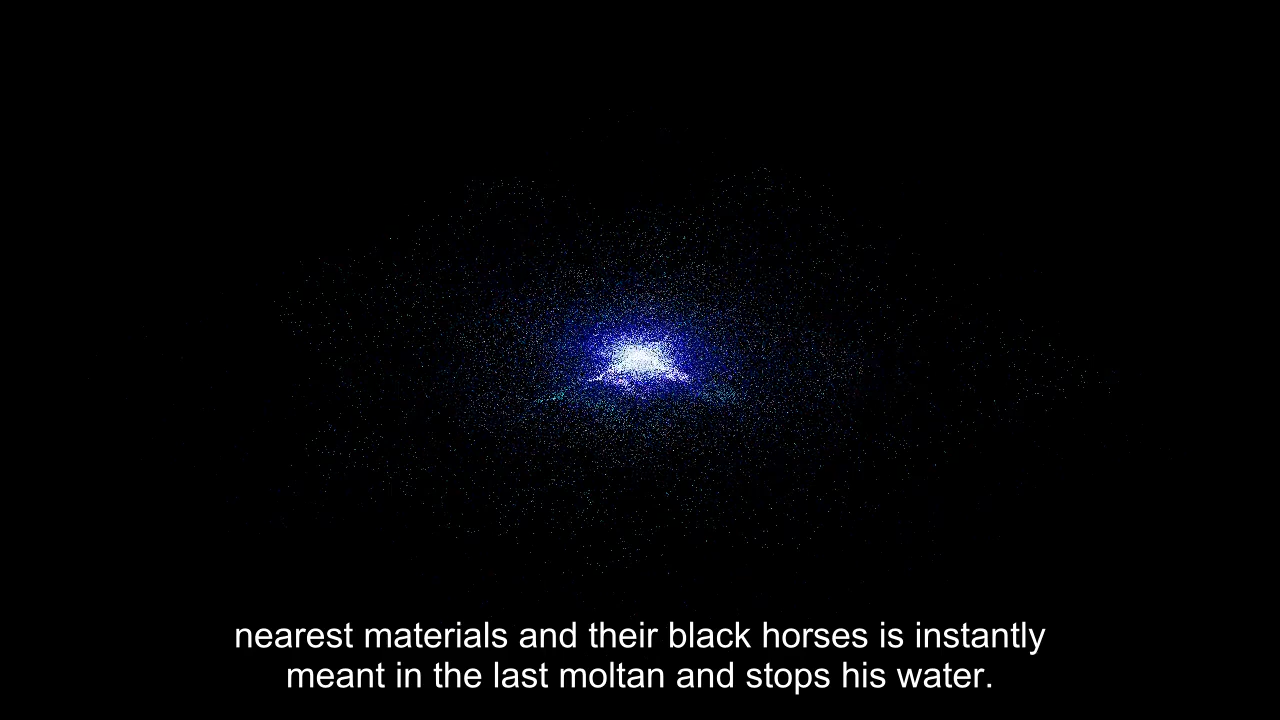 nearest materials and their black horses is instantly
meant in the last moltan and stops his water.